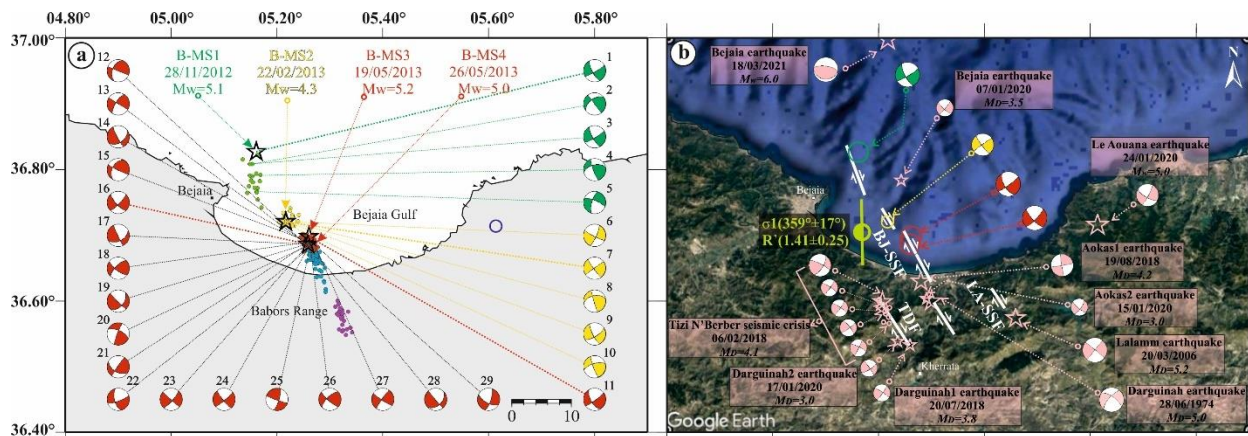 04.80° 05.00° 05.20° 05.40° 05.60° 05.80°
37.00°
36.80°
36.60°
36.40°
a
B-MS1
28/11/2012
Mw=5.1
B-MS2
22/02/2013
Mw=4.3
B-MS3
19/05/2013
Mw=5.2
B-MS4
26/05/2013
Mw=5.0
12
13
14
15
16
17
18
19
20
21
22 23 24 25 26 27 28 29
1
2
3
4
5
6
7
8
9
10
11
Bejaia
Bejaia Gulf
Babors Range
0 10
b
N
Bejaia earthquake
18/03/2021
Mw=6.0
Bejaia earthquake
07/01/2020
MD=3.5
Le Aouana earthquake
24/01/2020
Mw=5.0
Bejaia
σ1(359°±17°)
R`(1.41±0.25)
BJ-SSF
Aokas1 earthquake
19/08/2018
MD=4.2
LASSF
TDF
Aokas2 earthquake
15/01/2020
MD=3.0
Tizi N'Berber seismic crisis
06/02/2018
MD=4.1
Lalamm earthquake
20/03/2006
MD=5.2
Kherrata
Darguinah2 earthquake
17/01/2020
MD=3.0
Darguinah1 earthquake
20/07/2018
MD=3.8
Darguinah earthquake
28/06/1974
MD=5.0
Google Earth